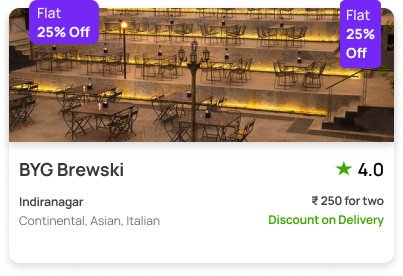 Flat
25% Off
Flat
25%
Off
BYG Brewski
★ 4.0
Indiranagar
₹ 250 for two
Continental, Asian, Italian
Discount on Delivery